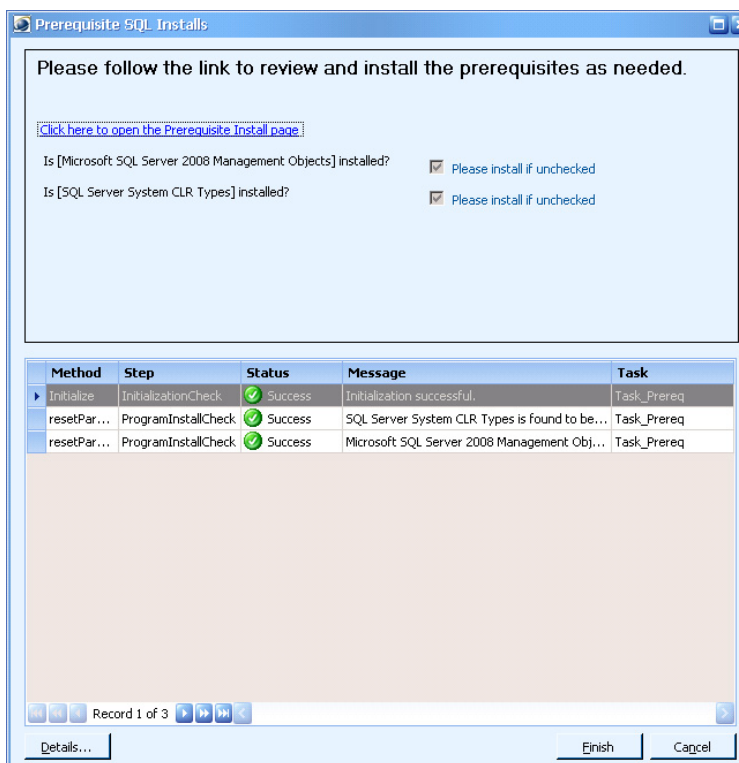 Prerequisite SQL Installs
Please follow the link to review and install the prerequisites as needed.
Click here to open the Prerequisite Install page
Is [Microsoft SQL Server 2008 Management Objects] installed?
Please install if unchecked
Is [SQL Server System CLR Types] installed?
Please install if unchecked
Method Step Status Message Task
Initialize InitializationCheck Success Initialization successful. Task_Prereq
resetPar... ProgramInstallCheck Success SQL Server System CLR Types is found to be... Task_Prereq
resetPar... ProgramInstallCheck Success Microsoft SQL Server 2008 Management Obj... Task_Prereq
Record 1 of 3
Details... Finish Cancel